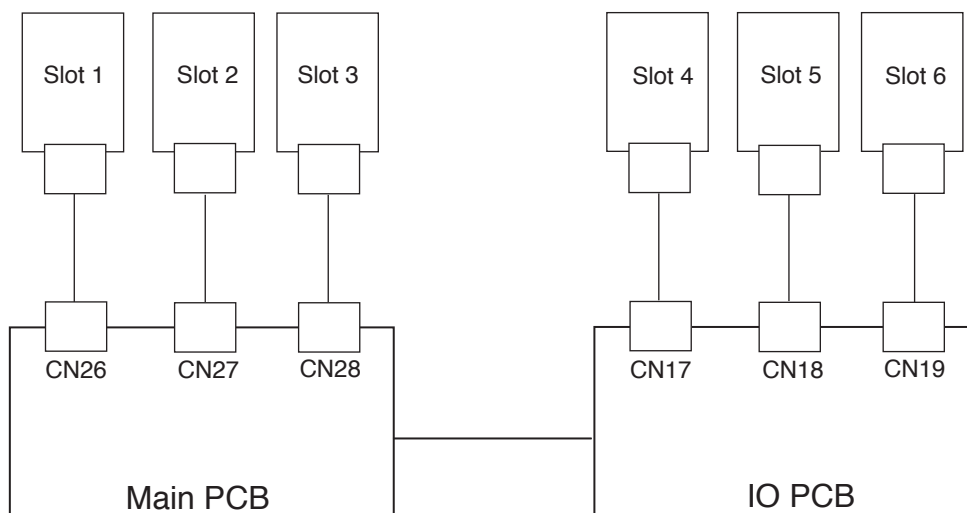 Slot 1 Slot 2 Slot 3 Slot 4 Slot 5 Slot 6
CN26 CN27 CN28 CN17 CN18 CN19
Main PCB IO PCB